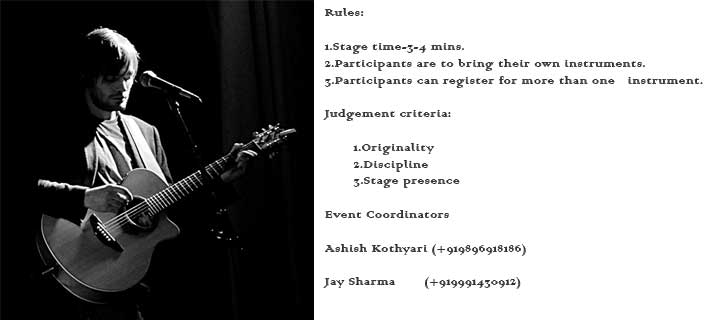 Rules:
1.Stage time-3-4 mins.
2.Participants are to bring their own instruments.
3.Participants can register for more than one instrument.
Judgement criteria:
1.Originality
2.Discipline
3.Stage presence
Event Coordinators
Ashish Kothyari (+919896918186)
Jay Sharma (+919991430912)